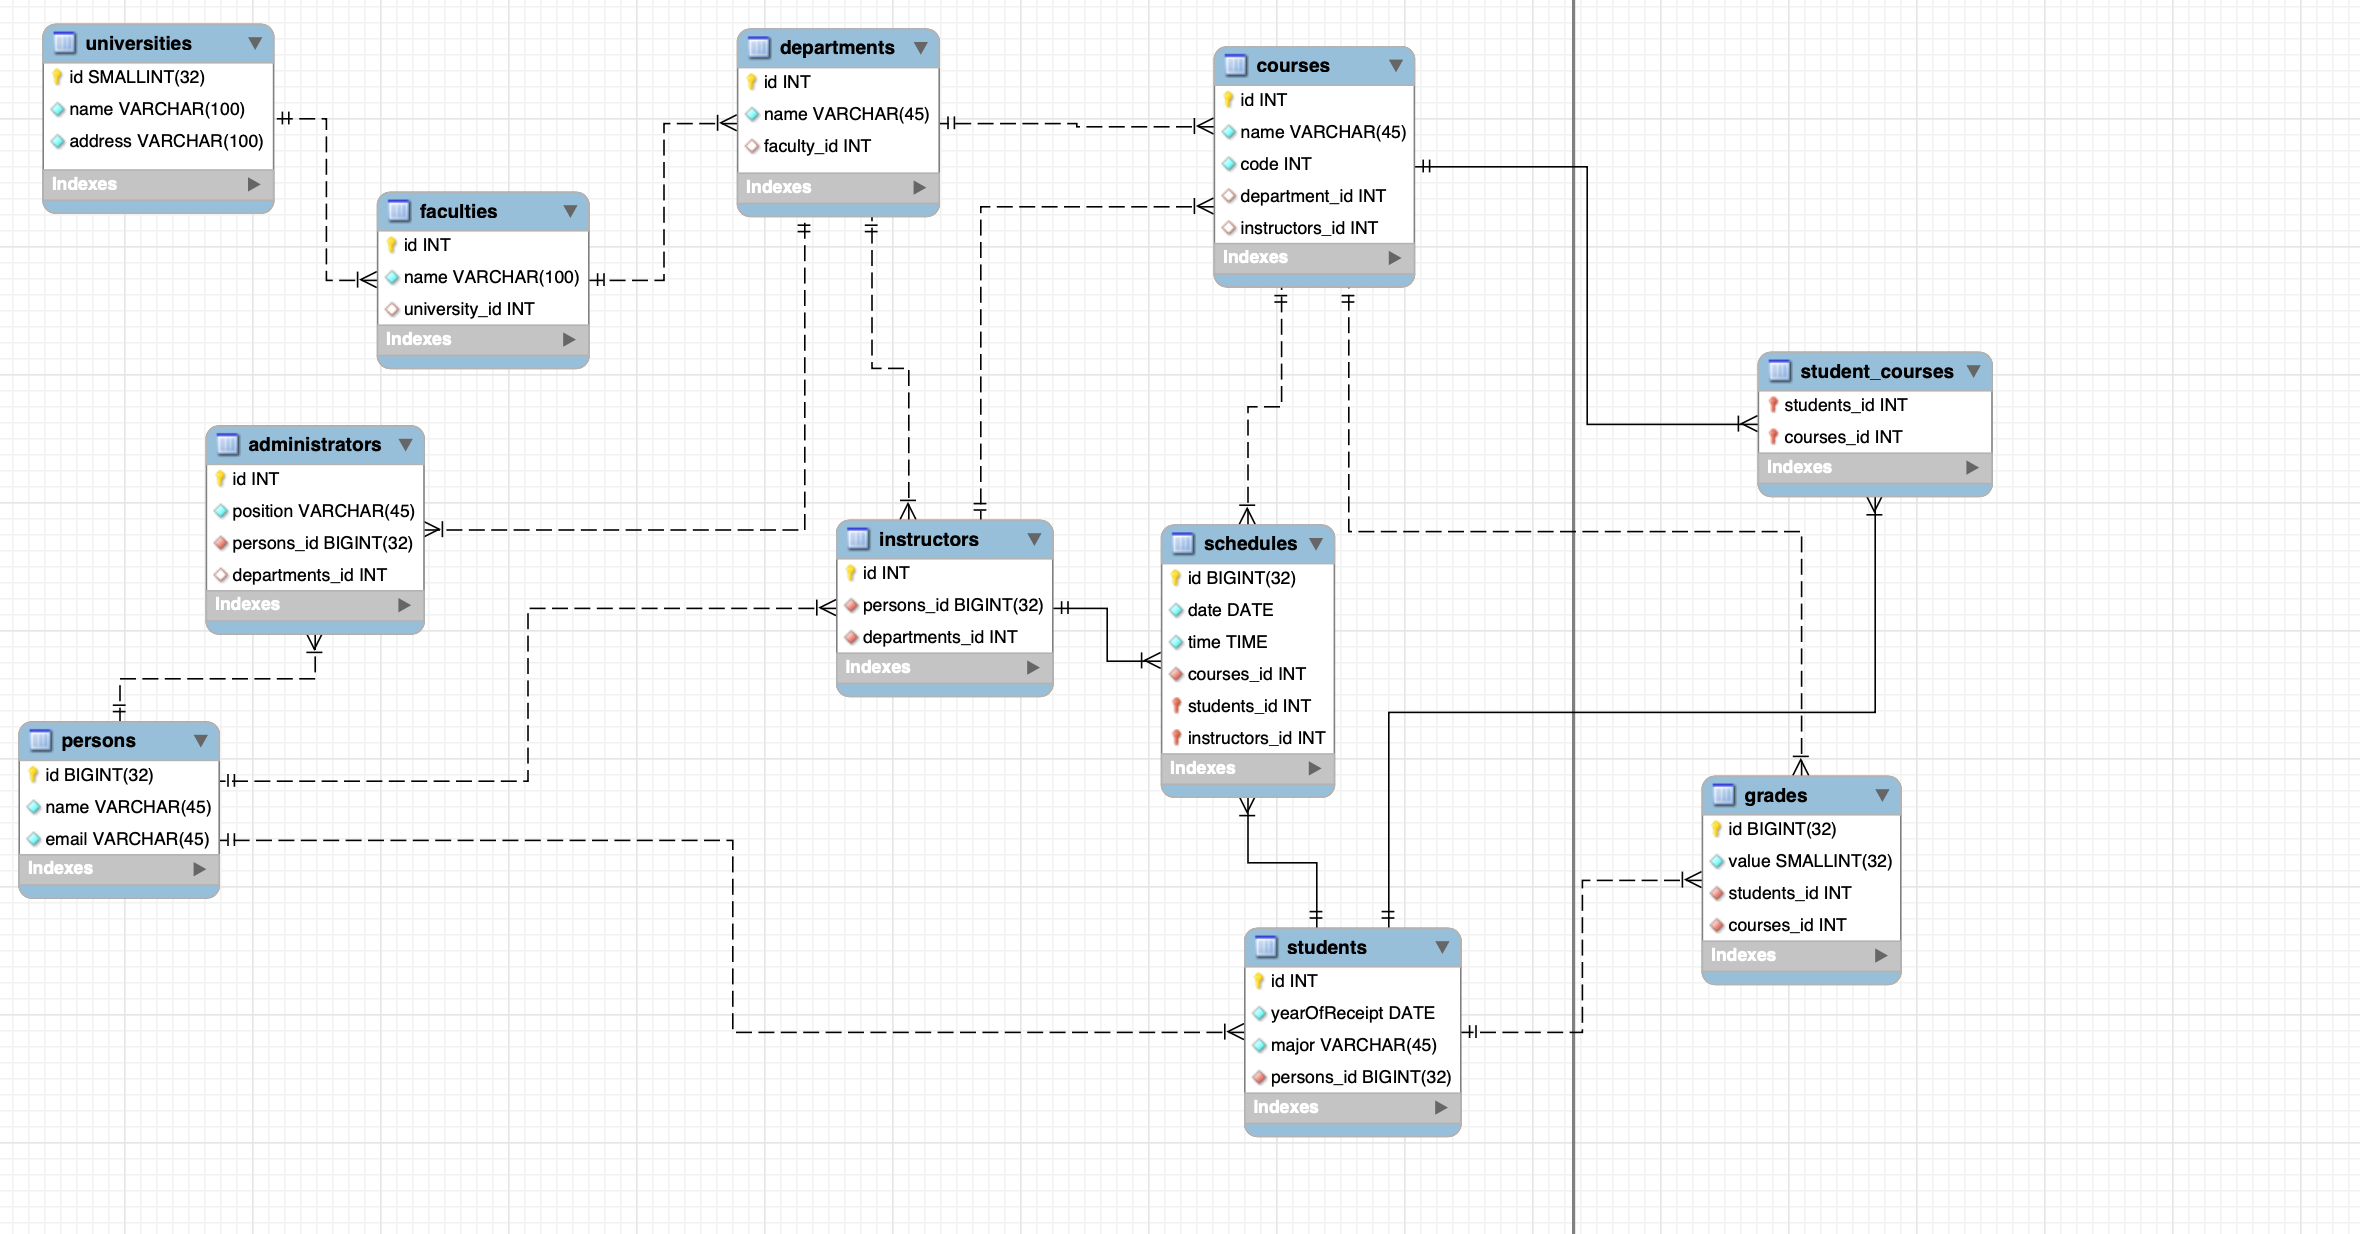 universities
id SMALLINT(32)
name VARCHAR(100)
address VARCHAR(100)
Indexes
departments
id INT
name VARCHAR(45)
faculty_id INT
Indexes
courses
id INT
name VARCHAR(45)
code INT
department_id INT
instructors_id INT
Indexes
faculties
id INT
name VARCHAR(100)
university_id INT
Indexes
student_courses
students_id INT
courses_id INT
Indexes
administrators
id INT
position VARCHAR(45)
persons_id BIGINT(32)
departments_id INT
Indexes
instructors
id INT
persons_id BIGINT(32)
departments_id INT
Indexes
schedules
id BIGINT(32)
date DATE
time TIME
courses_id INT
students_id INT
instructors_id INT
Indexes
persons
id BIGINT(32)
name VARCHAR(45)
email VARCHAR(45)
Indexes
grades
id BIGINT(32)
value SMALLINT(32)
students_id INT
courses_id INT
Indexes
students
id INT
yearOfReceipt DATE
major VARCHAR(45)
persons_id BIGINT(32)
Indexes